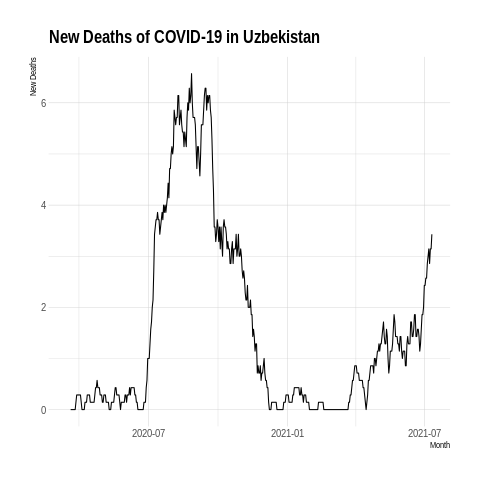 New Deaths of COVID-19 in Uzbekistan
New Deaths
6
4
2
0
2020-07
2021-01
2021-07
Month